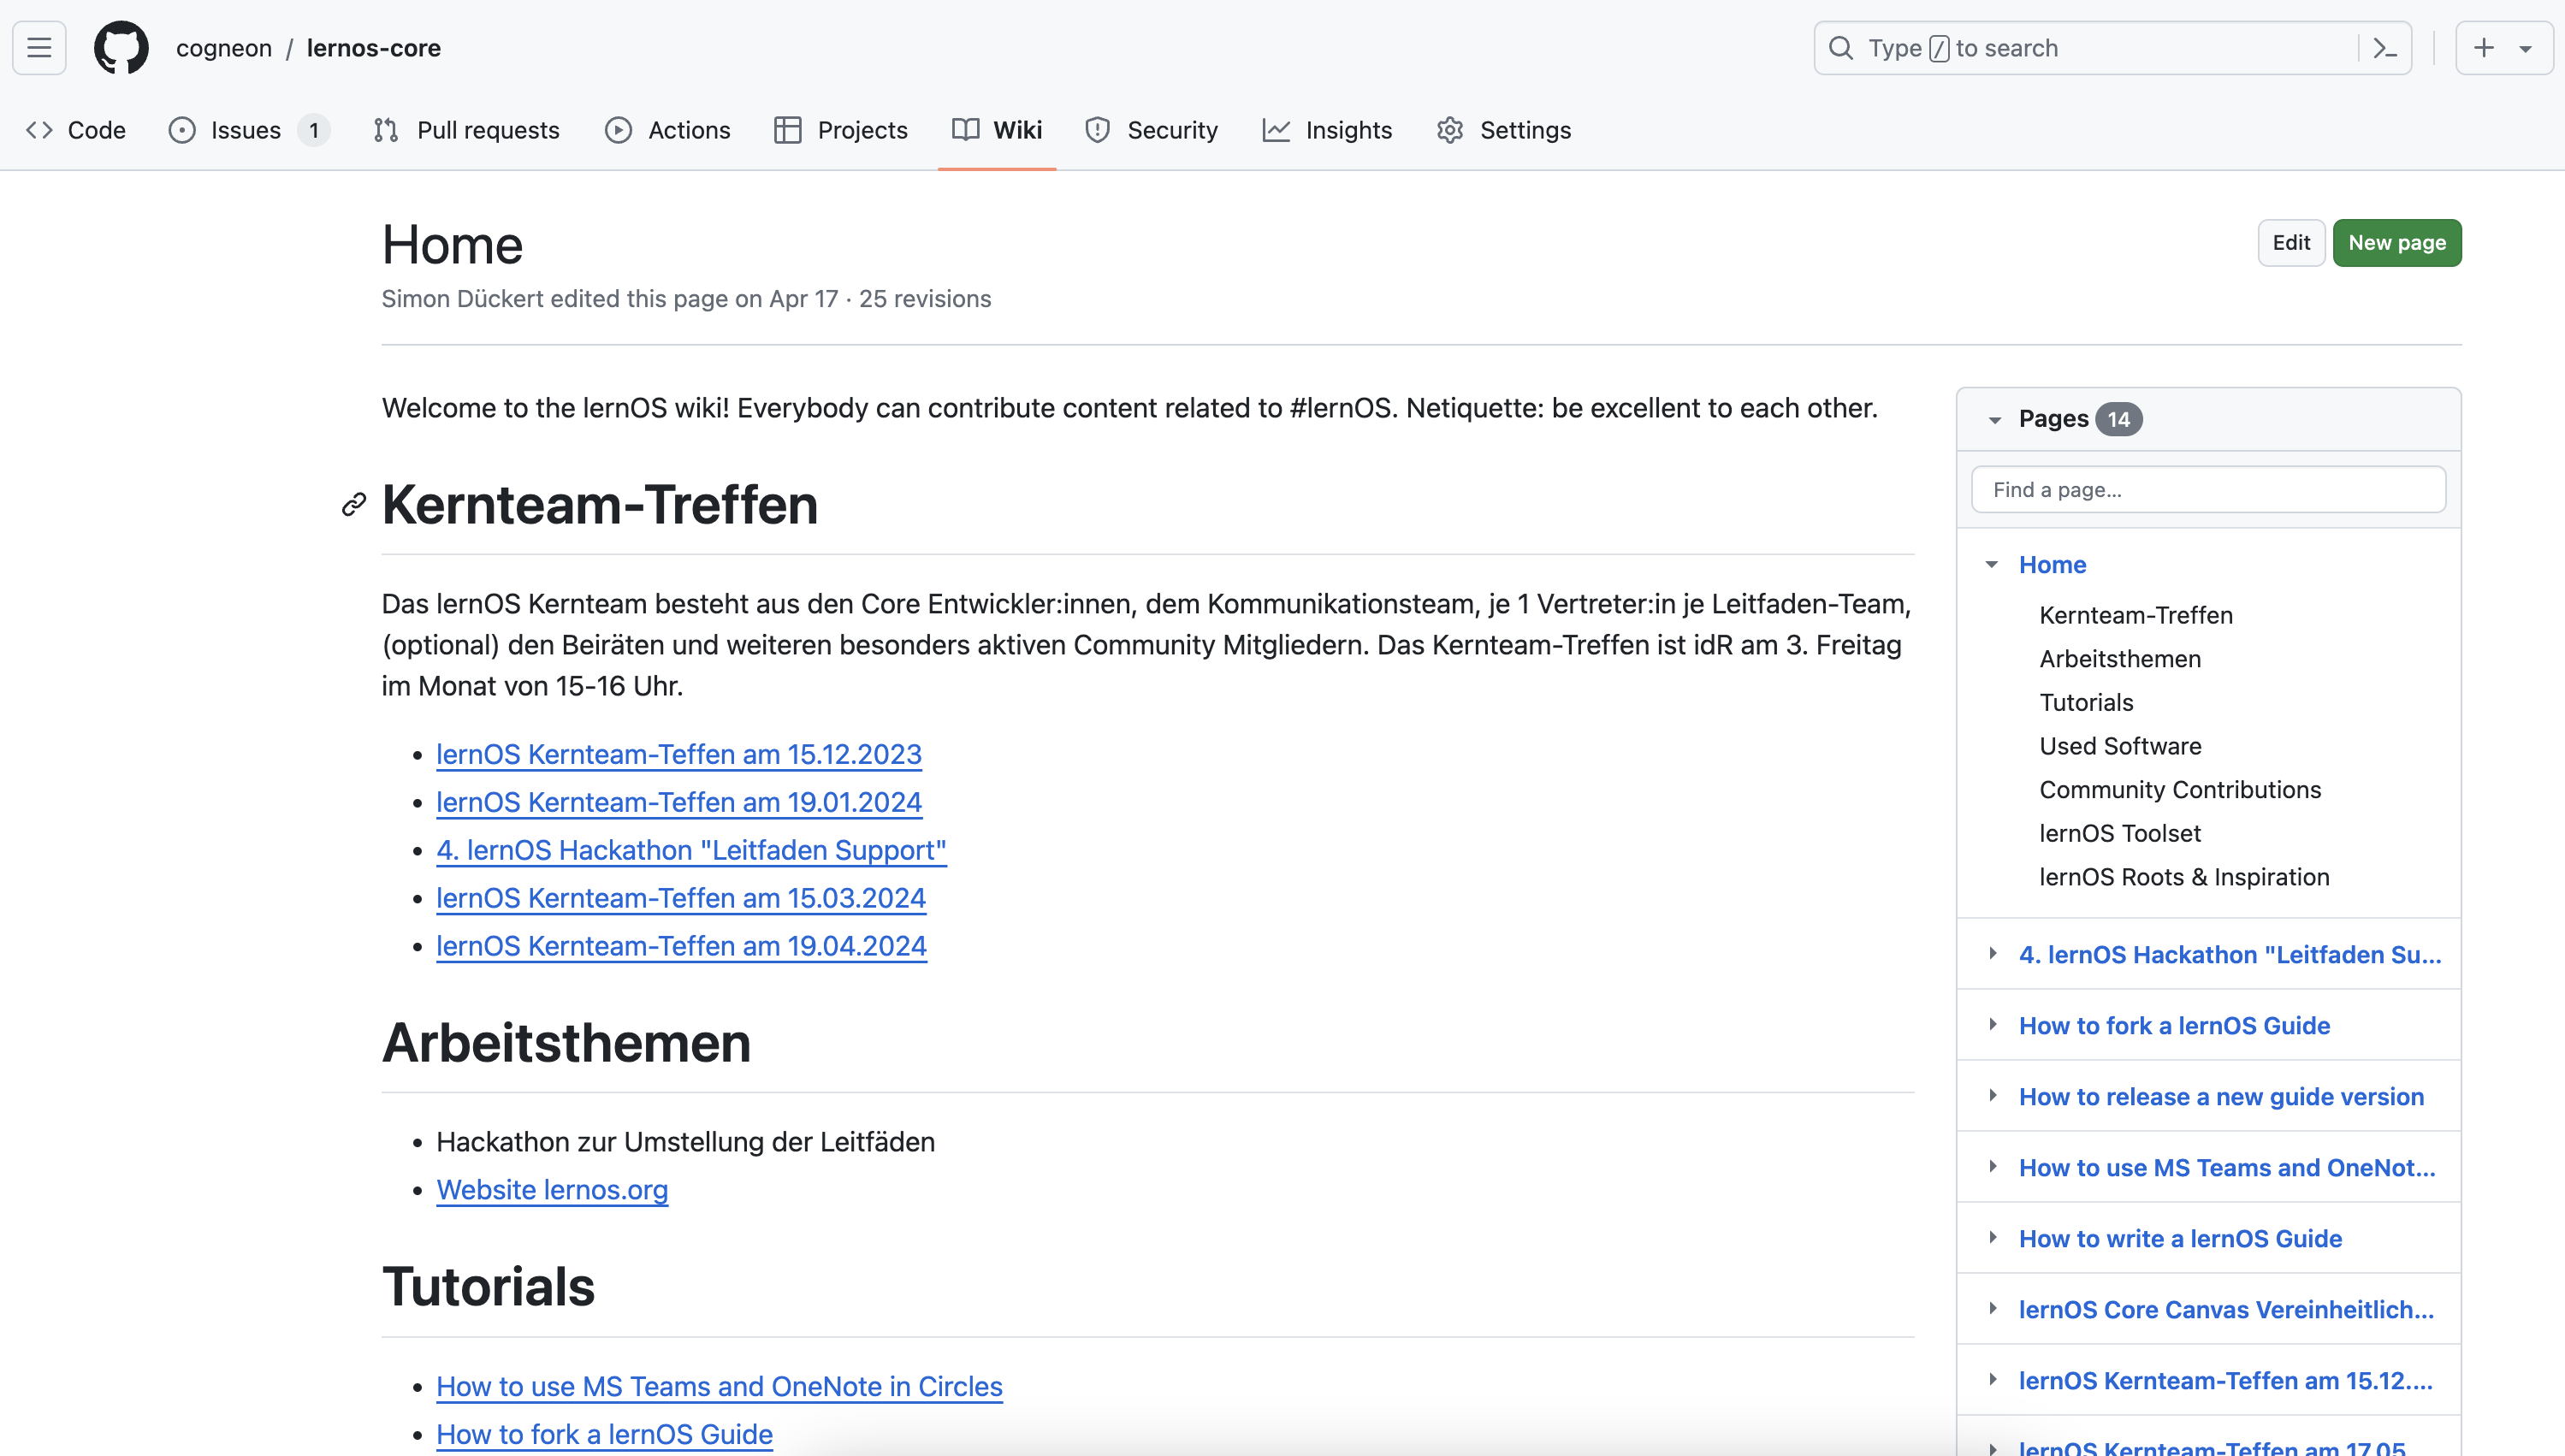 cogneon / lernos-core
Type / to search
Code
Issues 1
Pull requests
Actions
Projects
Wiki
Security
Insights
Settings
Home
Edit
New page
Simon Dückert edited this page on Apr 17 · 25 revisions
Welcome to the lernOS wiki! Everybody can contribute content related to #lernOS. Netiquette: be excellent to each other.
Kernteam-Treffen
Das lernOS Kernteam besteht aus den Core Entwickler:innen, dem Kommunikationsteam, je 1 Vertreter:in je Leitfaden-Team,
(optional) den Beiräten und weiteren besonders aktiven Community Mitgliedern. Das Kernteam-Treffen ist idR am 3. Freitag
im Monat von 15-16 Uhr.
lernOS Kernteam-Teffen am 15.12.2023
lernOS Kernteam-Teffen am 19.01.2024
4. lernOS Hackathon "Leitfaden Support"
lernOS Kernteam-Teffen am 15.03.2024
lernOS Kernteam-Teffen am 19.04.2024
Arbeitsthemen
Hackathon zur Umstellung der Leitfäden
Website lernos.org
Tutorials
How to use MS Teams and OneNote in Circles
How to fork a lernOS Guide
Pages 14
Find a page...
Home
Kernteam-Treffen
Arbeitsthemen
Tutorials
Used Software
Community Contributions
lernOS Toolset
lernOS Roots & Inspiration
4. lernOS Hackathon "Leitfaden Su...
How to fork a lernOS Guide
How to release a new guide version
How to use MS Teams and OneNot...
How to write a lernOS Guide
lernOS Core Canvas Vereinheitlich...
lernOS Kernteam-Teffen am 15.12....
lernOS Kernteam-Teffen am 17.05